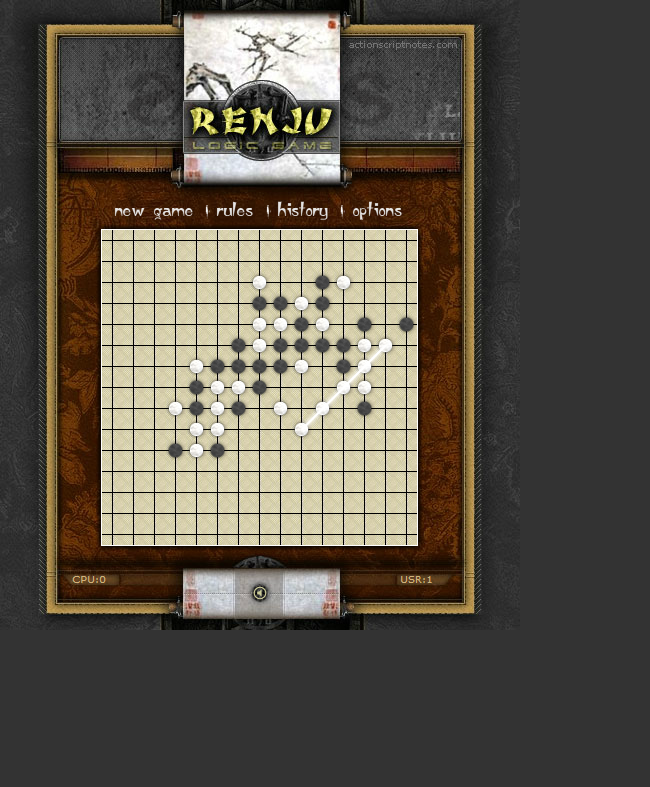 actionscriptnotes.com
RENJU
LOGIC GAME
new game | rules | history | options
CPU:0
USR:1